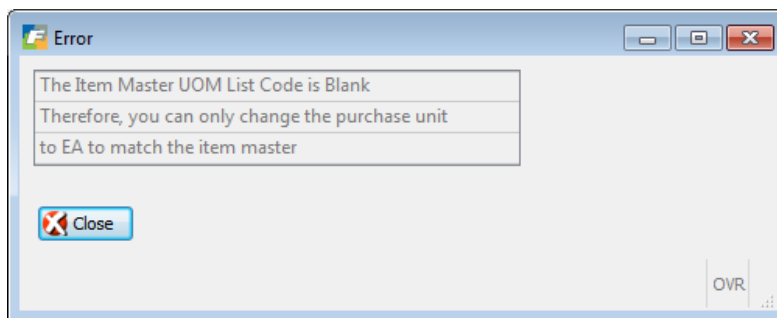 Error
The Item Master UOM List Code is Blank
Therefore, you can only change the purchase unit
to EA to match the item master
Close
OVR